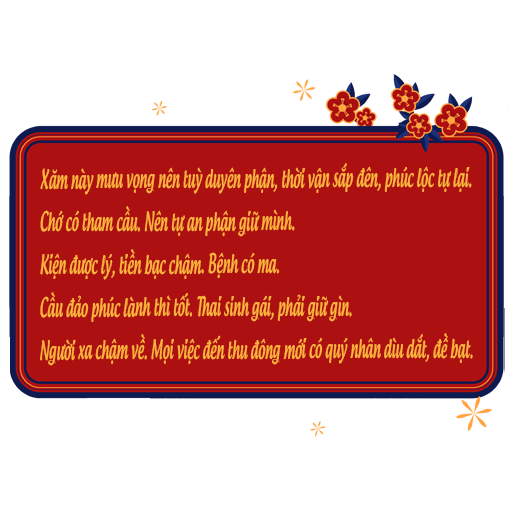 Xăm này mưu vọng nên tuỳ duyên phận, thời vận sắp đên, phúc lộc tự lại.
Chớ có tham cầu. Nên tự an phận giữ mình.
Kiện được lý, tiền bạc chậm. Bệnh có ma.
Cầu đảo phúc lành thì tốt. Thai sinh gái, phải giữ gìn.
Người xa chậm về. Mọi việc đến thu đông mới có quý nhân dìu dắt, đề bạt.